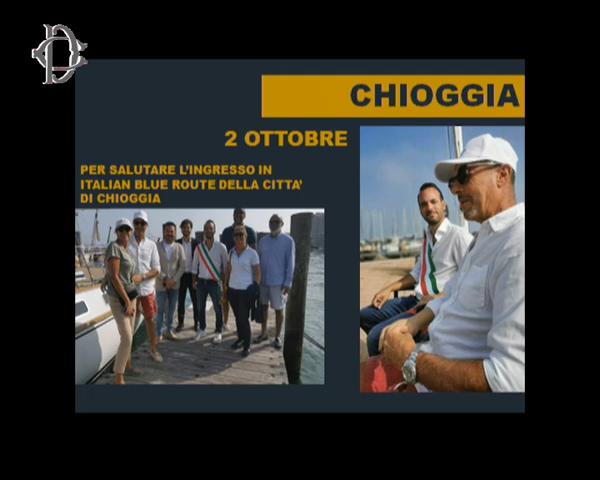 CHIOGGIA
2 OTTOBRE
PER SALUTARE L'INGRESSO IN
ITALIAN BLUE ROUTE DELLA CITTA'
DI CHIOGGIA